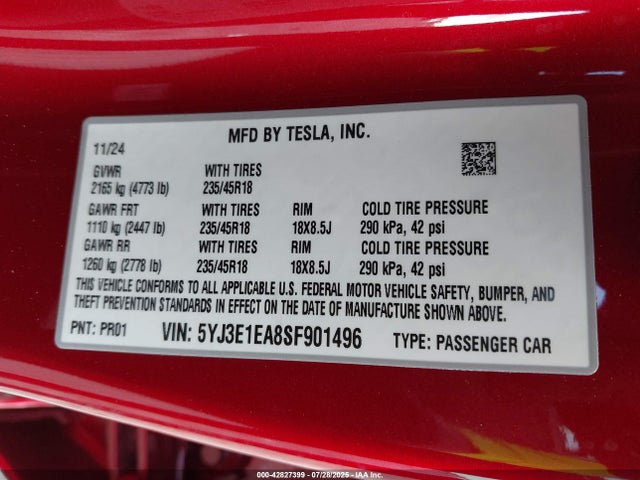 MFD BY TESLA, INC.
11/24
GVWR WITH TIRES
2165 kg (4773 lb) 235/45R18
GAWR FRT WITH TIRES RIM COLD TIRE PRESSURE
1110 kg (2447 lb) 235/45R18 18X8.5J 290 kPa, 42 psi
GAWR RR WITH TIRES RIM COLD TIRE PRESSURE
1260 kg (2778 lb) 235/45R18 18X8.5J 290 kPa, 42 psi
THIS VEHICLE CONFORMS TO ALL APPLICABLE U.S. FEDERAL MOTOR VEHICLE SAFETY, BUMPER, AND
THEFT PREVENTION STANDARDS IN EFFECT ON THE DATE OF MANUFACTURE SHOWN ABOVE.
PNT: PR01 VIN: 5YJ3E1EA8SF901496 TYPE: PASSENGER CAR
000-42827399 - 07/28/2025 - IAA Inc.